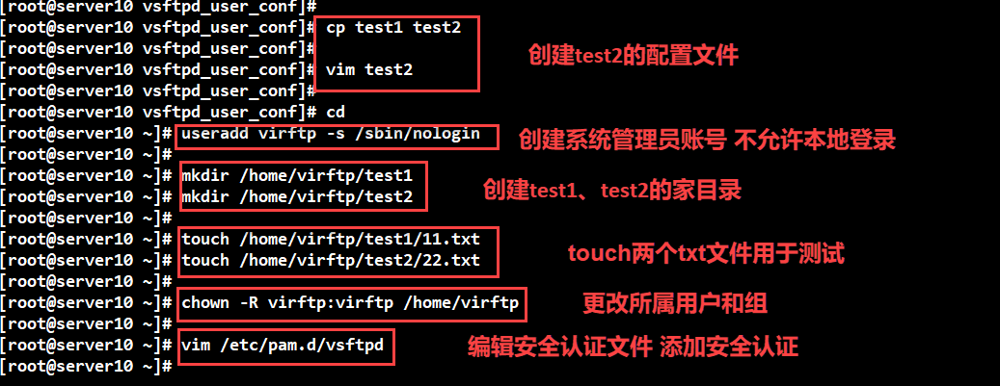 [root@server10 vsftpd_user_conf]#
[root@server10 vsftpd_user_conf]# cp test1 test2
[root@server10 vsftpd_user_conf]#
创建test2的配置文件
[root@server10 vsftpd_user_conf]# vim test2
[root@server10 vsftpd_user_conf]#
[root@server10 vsftpd_user_conf]# cd
[root@server10 ~]# useradd virftp -s /sbin/nologin
创建系统管理员账号 不允许本地登录
[root@server10 ~]#
[root@server10 ~]# mkdir /home/virftp/test1
[root@server10 ~]# mkdir /home/virftp/test2
创建test1、test2的家目录
[root@server10 ~]#
[root@server10 ~]# touch /home/virftp/test1/11.txt
[root@server10 ~]# touch /home/virftp/test2/22.txt
touch两个txt文件用于测试
[root@server10 ~]#
[root@server10 ~]# chown -R virftp:virftp /home/virftp
更改所属用户和组
[root@server10 ~]#
[root@server10 ~]# vim /etc/pam.d/vsftpd
编辑安全认证文件 添加安全认证
[root@server10 ~]#